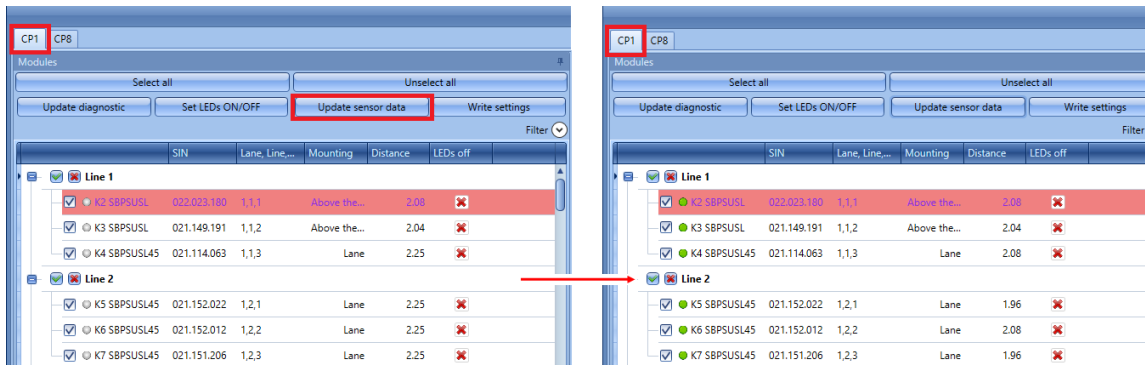 CP1 CP8
Modules
Select all Unselect all
Update diagnostic Set LEDs ON/OFF Update sensor data Write settings
Filter
SIN Lane, Line,... Mounting Distance LEDs off
Line 1
K2 SBPSUSL 022.023.180 1,1,1 Above the... 2.08
K3 SBPSUSL 021.149.191 1,1,2 Above the... 2.04
K4 SBPSUSL45 021.114.063 1,1,3 Lane 2.25
Line 2
K5 SBPSUSL45 021.152.022 1,2,1 Lane 2.25
K6 SBPSUSL45 021.152.012 1,2,2 Lane 2.25
K7 SBPSUSL45 021.151.206 1,2,3 Lane 2.25
CP1 CP8
Modules
Select all Unselect all
Update diagnostic Set LEDs ON/OFF Update sensor data Write settings
Filter
SIN Lane, Line,... Mounting Distance LEDs off
Line 1
K2 SBPSUSL 022.023.180 1,1,1 Above the... 2.08
K3 SBPSUSL 021.149.191 1,1,2 Above the... 2.04
K4 SBPSUSL45 021.114.063 1,1,3 Lane 2.08
Line 2
K5 SBPSUSL45 021.152.022 1,2,1 Lane 1.96
K6 SBPSUSL45 021.152.012 1,2,2 Lane 2.08
K7 SBPSUSL45 021.151.206 1,2,3 Lane 1.96